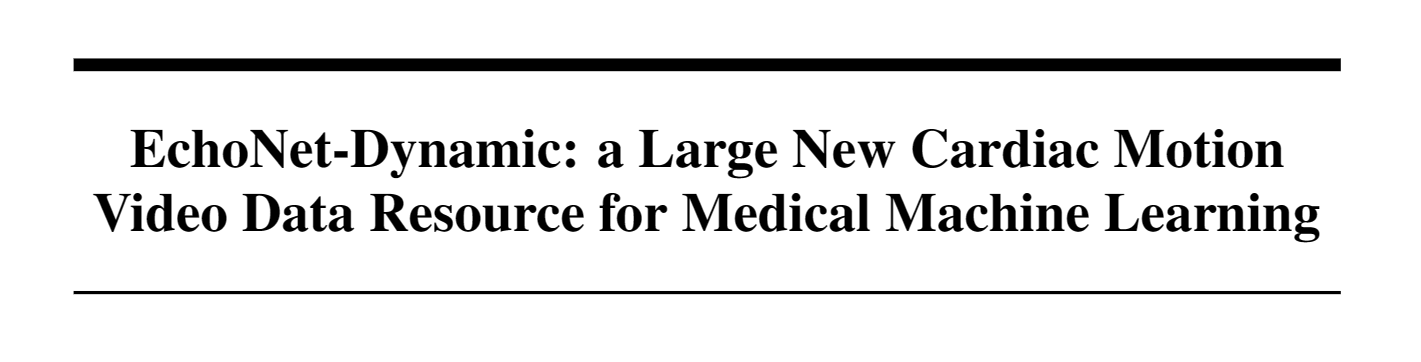 EchoNet-Dynamic: a Large New Cardiac Motion
Video Data Resource for Medical Machine Learning